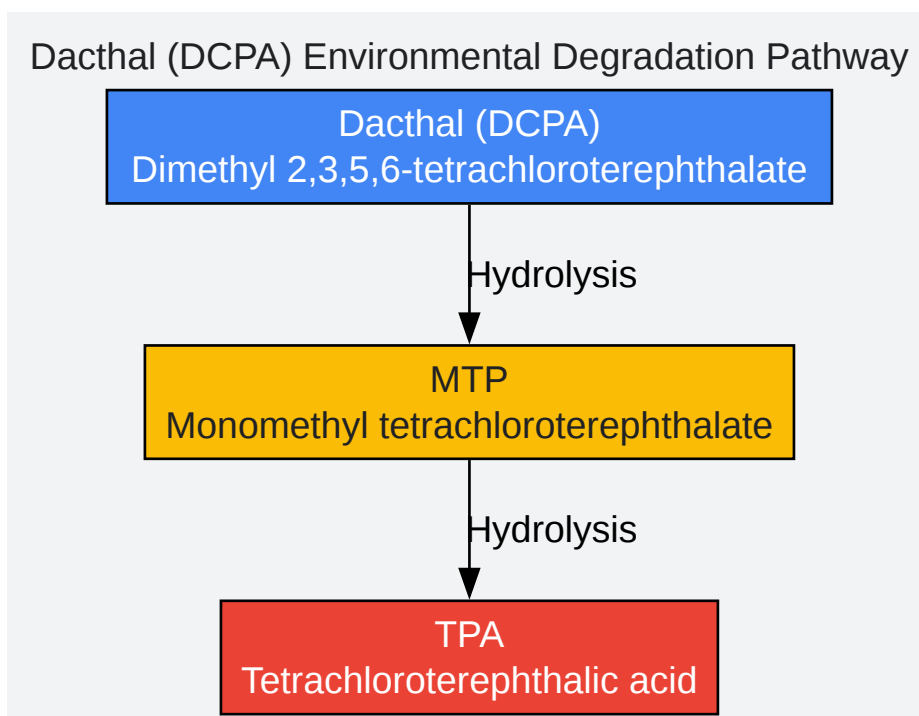 Dacthal (DCPA) Environmental Degradation Pathway
Dacthal (DCPA)
Dimethyl 2,3,5,6-tetrachloroterephthalate
Hydrolysis
MTP
Monomethyl tetrachloroterephthalate
Hydrolysis
TPA
Tetrachloroterephthalic acid